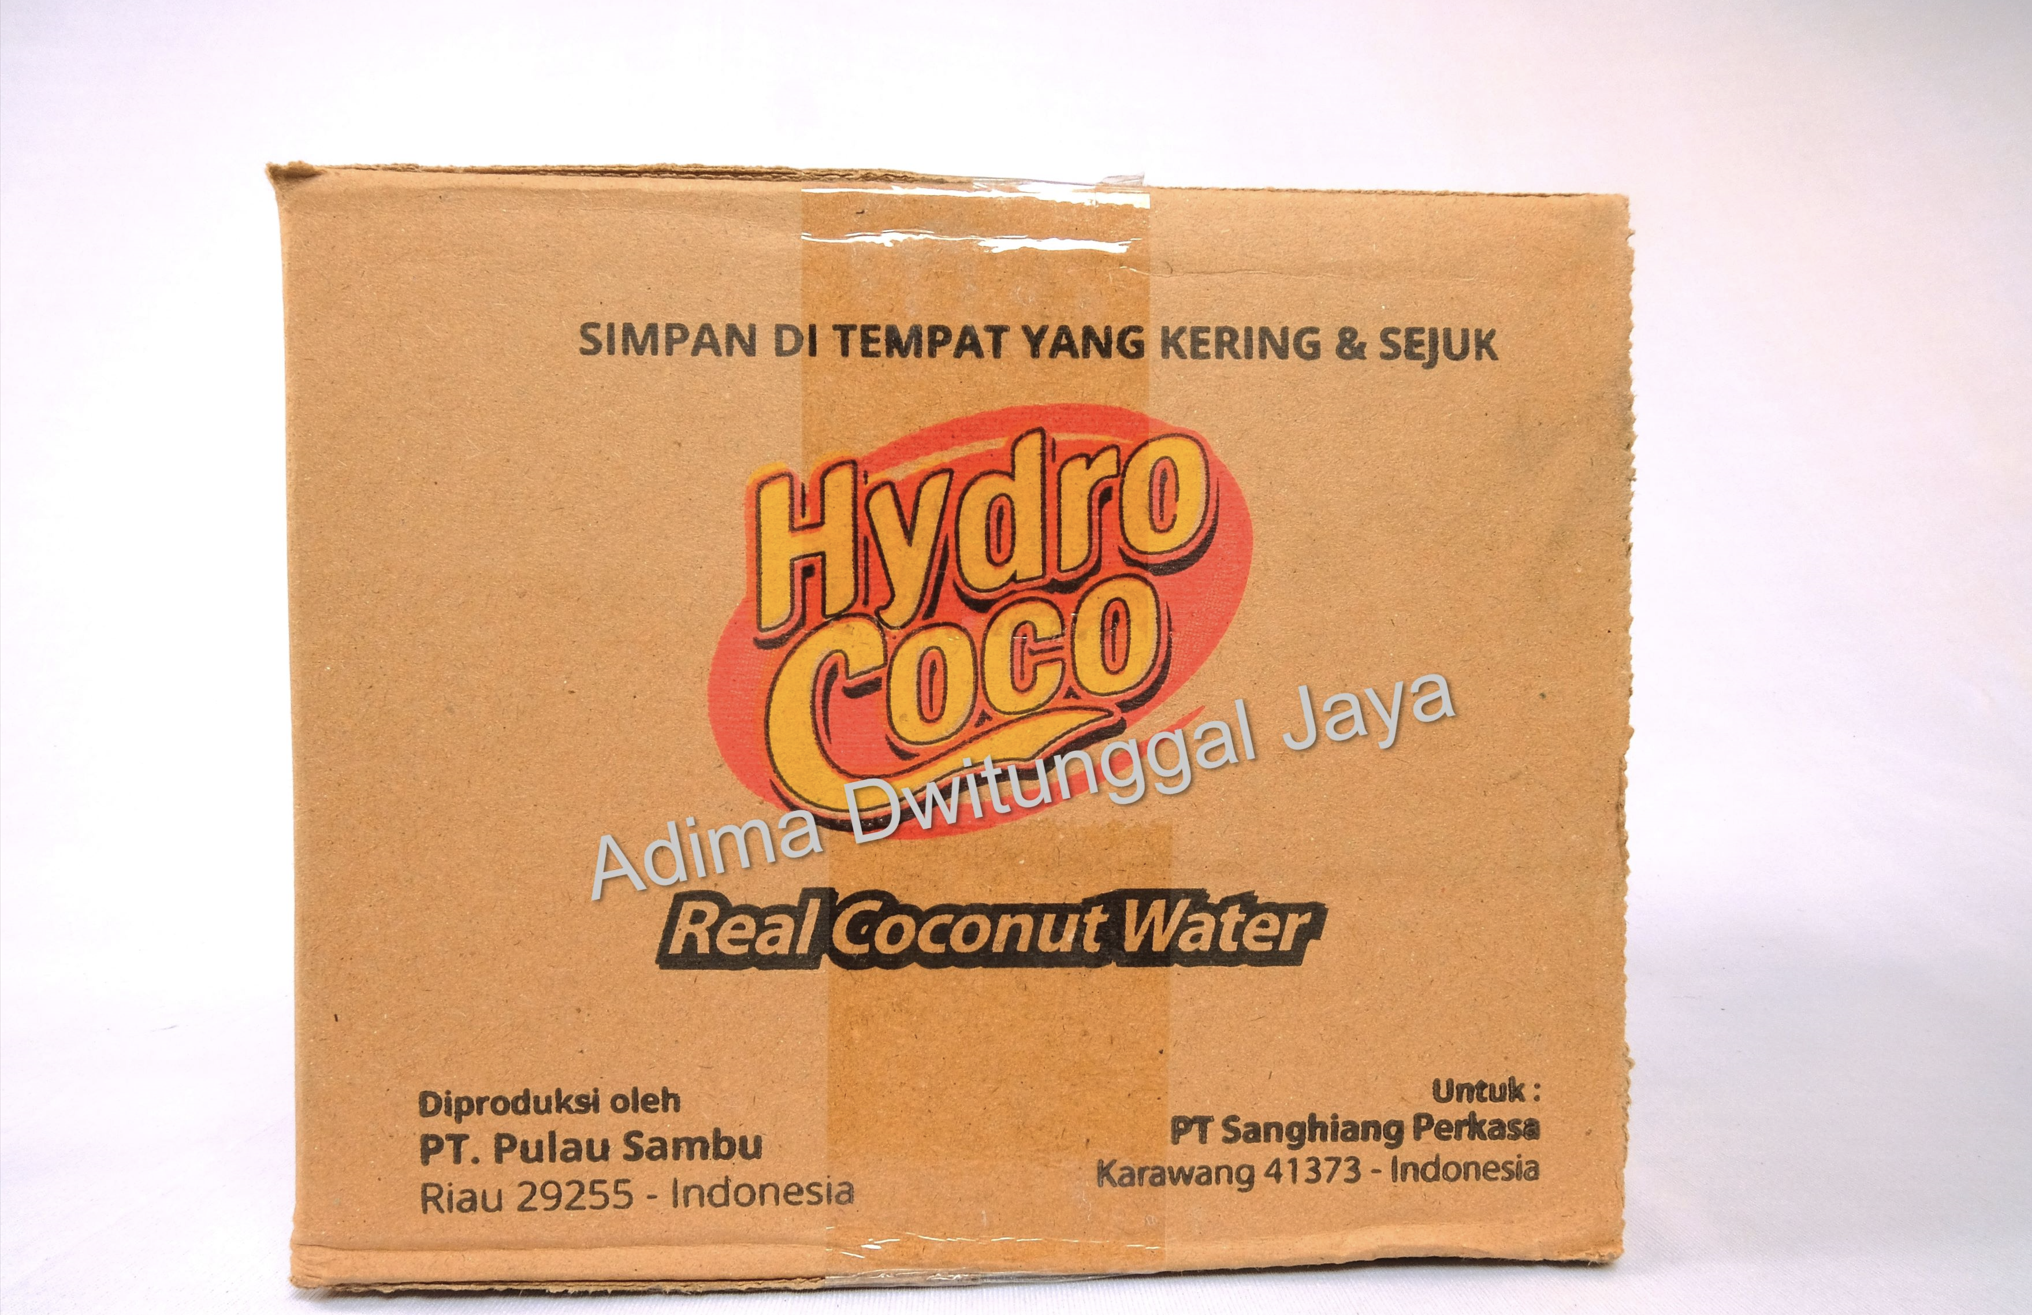 SIMPAN DI TEMPAT YANG KERING & SEJUK
Hydro
Coco
Adima Dwitunggal Jaya
Real Coconut Water
Diproduksi oleh
PT. Pulau Sambu
Riau 29255 - Indonesia
Untuk :
PT Sanghiang Perkasa
Karawang 41373 - Indonesia